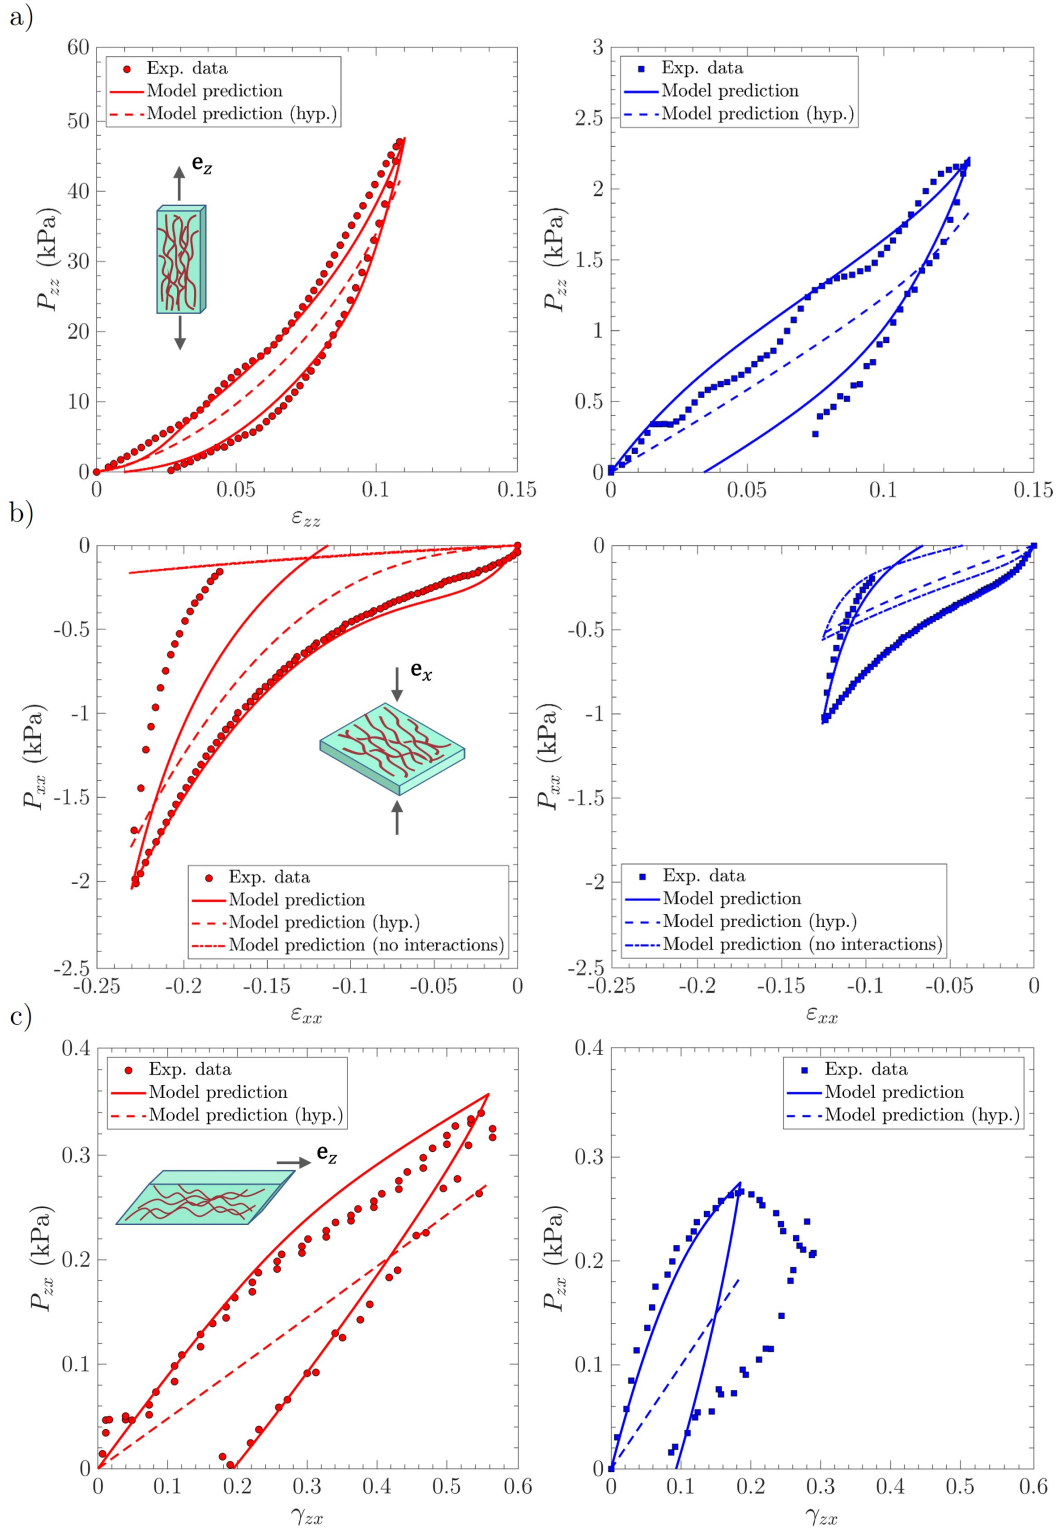 a)
60
50
40
30
20
10
0
P_zz (kPa)
Exp. data
Model prediction
Model prediction (hyp.)
e_z
0 0.05 0.1 0.15
ε_zz
3
2.5
2
1.5
1
0.5
0
P_zz (kPa)
Exp. data
Model prediction
Model prediction (hyp.)
0 0.05 0.1 0.15
b)
0
-0.5
-1
-1.5
-2
-2.5
P_xx (kPa)
e_x
Exp. data
Model prediction
Model prediction (hyp.)
Model prediction (no interactions)
-0.25 -0.2 -0.15 -0.1 -0.05 0
ε_xx
0
-0.5
-1
-1.5
-2
-2.5
P_xx (kPa)
Exp. data
Model prediction
Model prediction (hyp.)
Model prediction (no interactions)
-0.25 -0.2 -0.15 -0.1 -0.05 0
ε_xx
c)
0.4
0.3
0.2
0.1
0
P_zx (kPa)
Exp. data
Model prediction
Model prediction (hyp.)
e_z
0 0.1 0.2 0.3 0.4 0.5 0.6
γ_zx
0.4
0.3
0.2
0.1
0
P_zx (kPa)
Exp. data
Model prediction
Model prediction (hyp.)
0 0.1 0.2 0.3 0.4 0.5 0.6
γ_zx